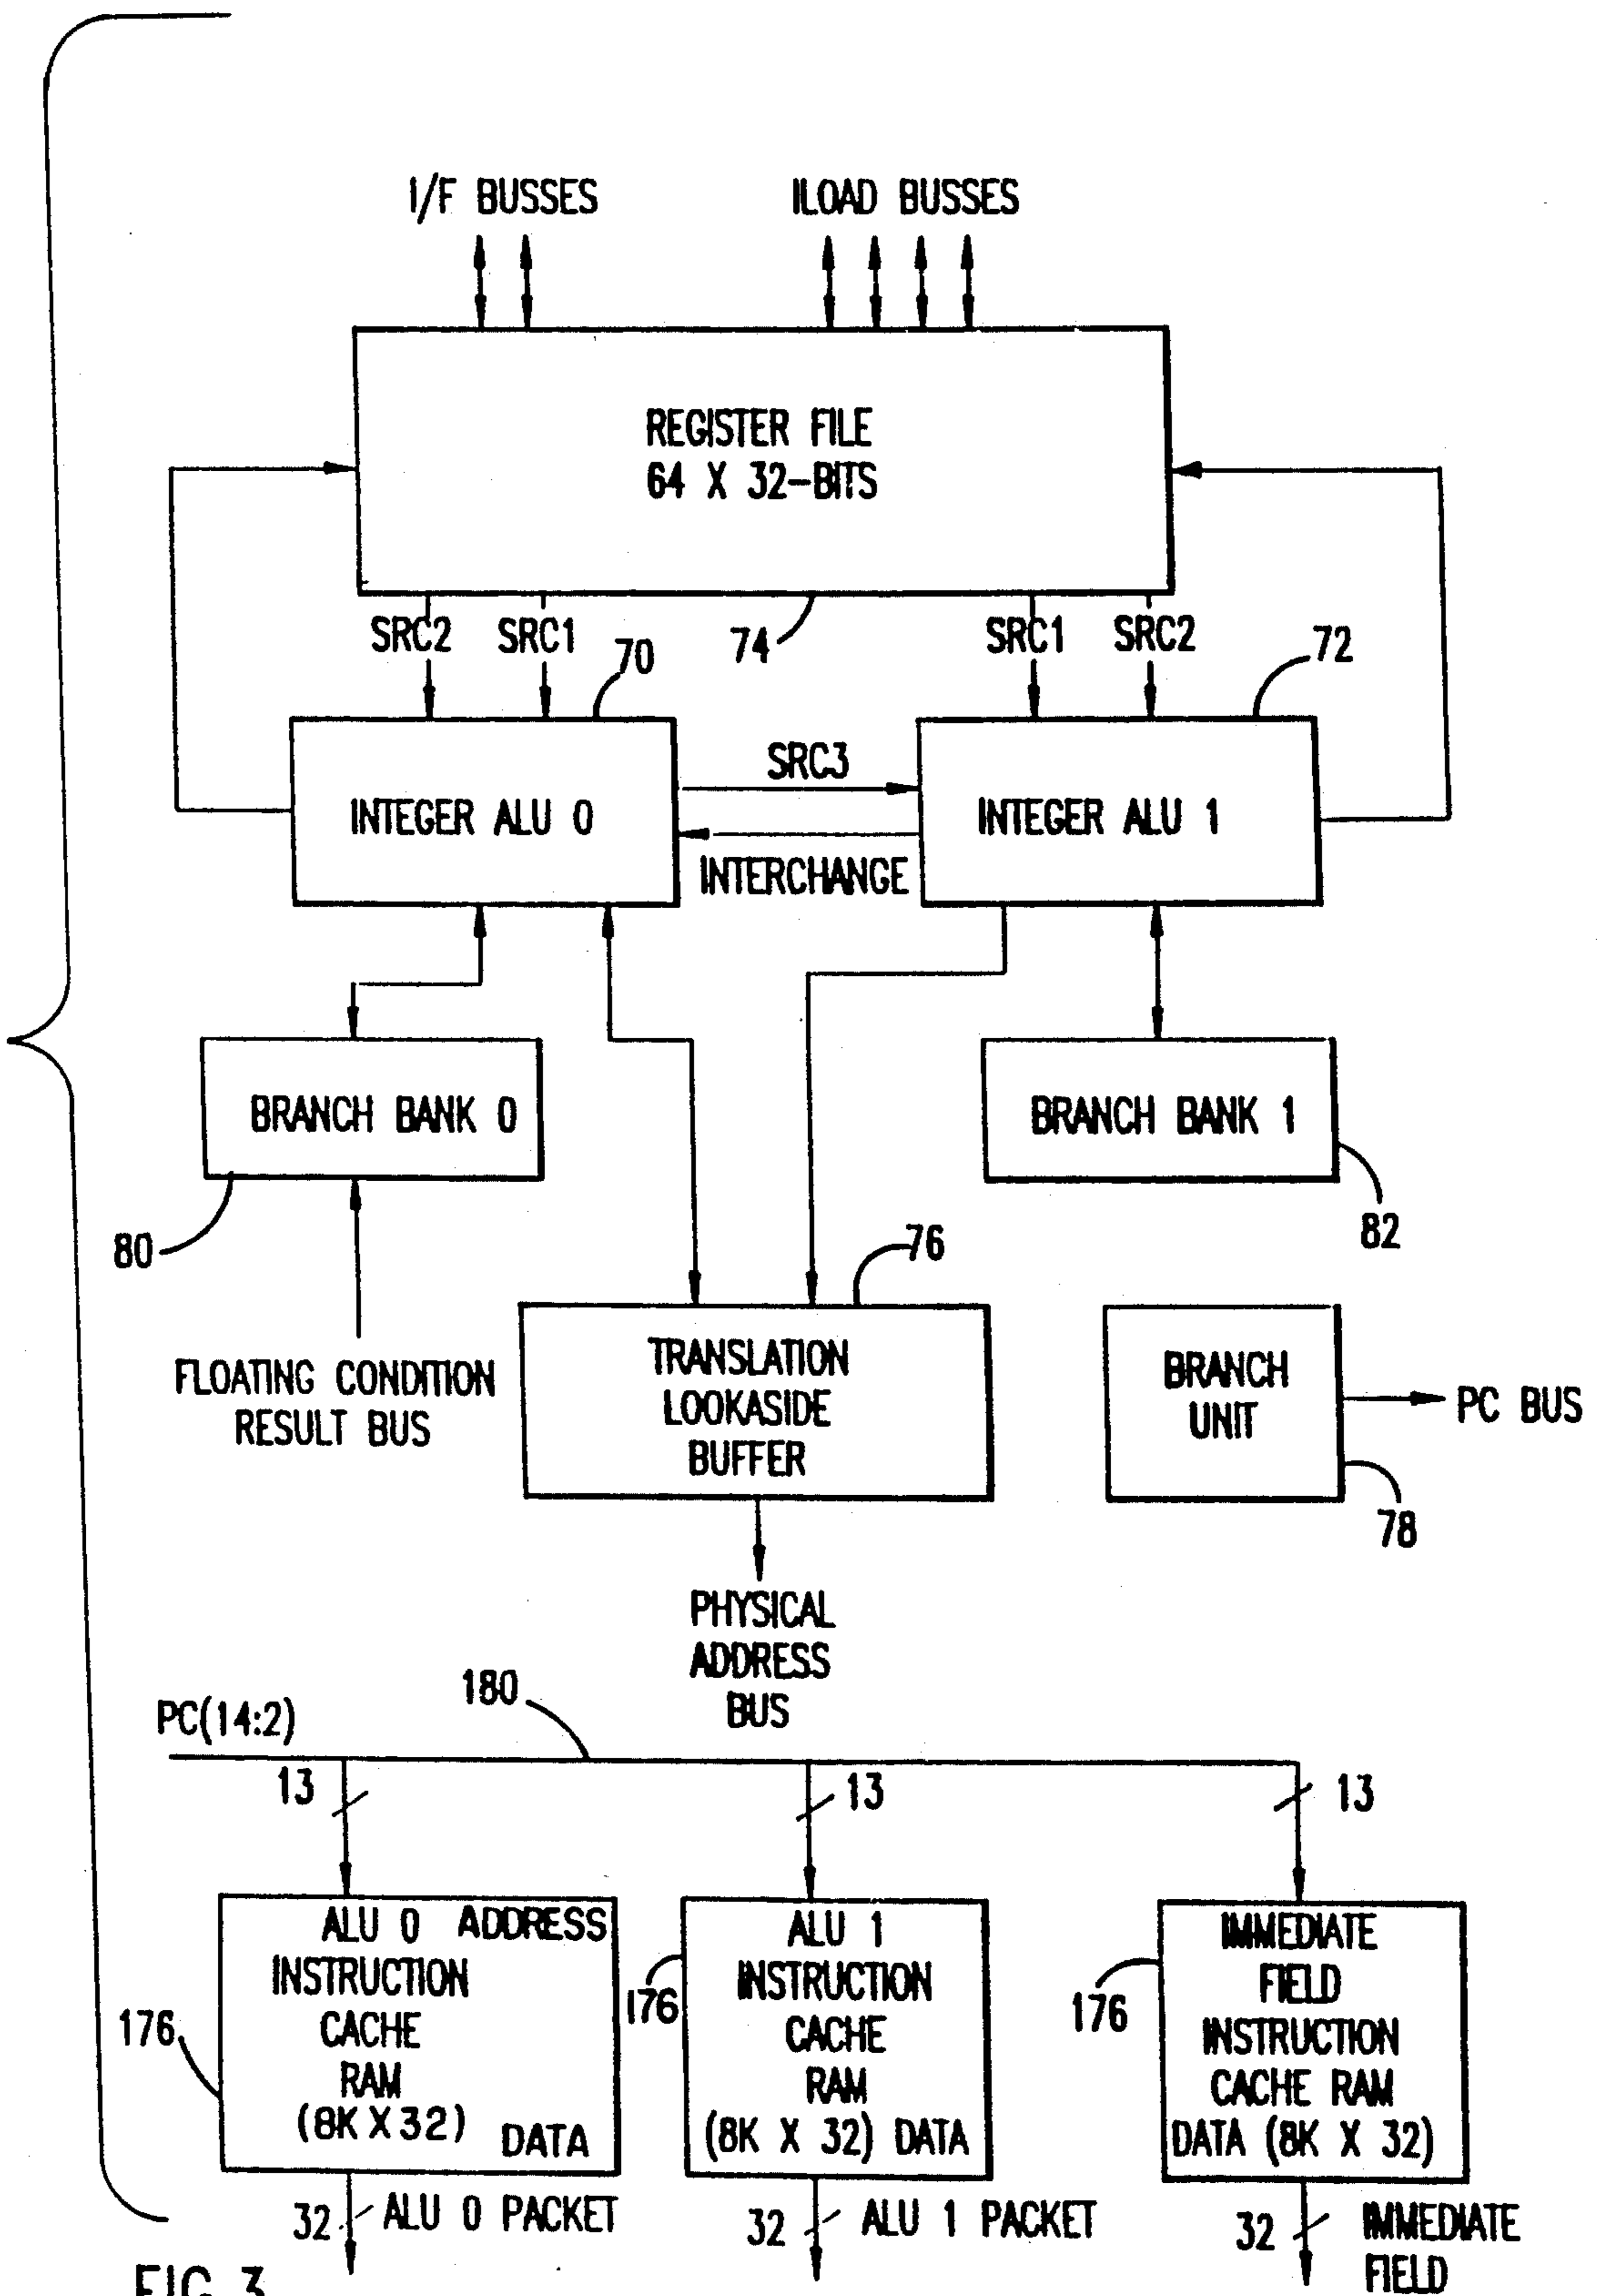 I/F BUSSES
ILOAD BUSSES
REGISTER FILE
64 X 32-BITS
SRC2
SRC1
74
SRC1
SRC2
70
72
INTEGER ALU 0
SRC3
INTERCHANGE
INTEGER ALU 1
BRANCH BANK 0
BRANCH BANK 1
80
82
76
FLOATING CONDITION
RESULT BUS
TRANSLATION
LOOKASIDE
BUFFER
BRANCH
UNIT
PC BUS
78
PHYSICAL
ADDRESS
BUS
180
PC(14:2)
13
13
13
ALU 0 ADDRESS
INSTRUCTION
CACHE
RAM
(8K X 32)
DATA
176
ALU 1
INSTRUCTION
CACHE
RAM
(8K X 32) DATA
176
IMMEDIATE
FIELD
INSTRUCTION
CACHE RAM
DATA (8K X 32)
176
32
ALU 0 PACKET
32
ALU 1 PACKET
32
IMMEDIATE
FIELD
FIG. 3